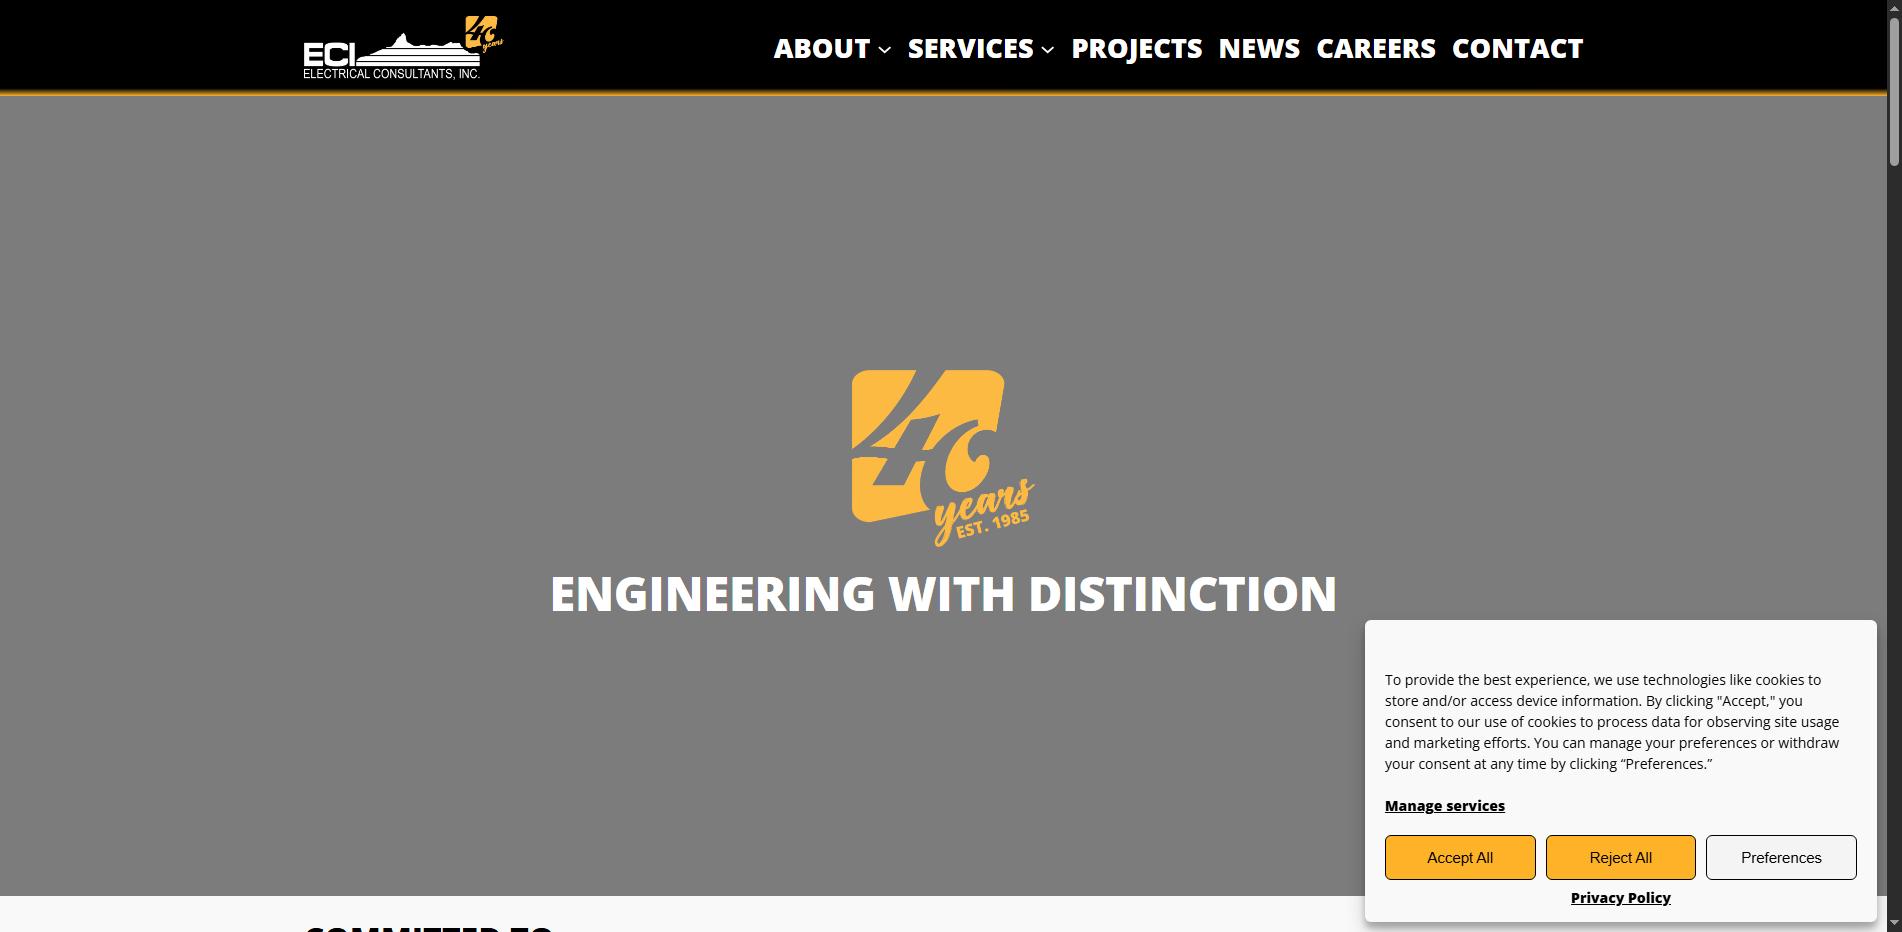 40
years
ECI
ELECTRICAL CONSULTANTS, INC.
ABOUT SERVICES PROJECTS NEWS CAREERS CONTACT
40
years
EST. 1985
ENGINEERING WITH DISTINCTION
To provide the best experience, we use technologies like cookies to
store and/or access device information. By clicking "Accept," you
consent to our use of cookies to process data for observing site usage
and marketing efforts. You can manage your preferences or withdraw
your consent at any time by clicking “Preferences.”
Manage services
Accept All Reject All Preferences
Privacy Policy
COMMITTED TO